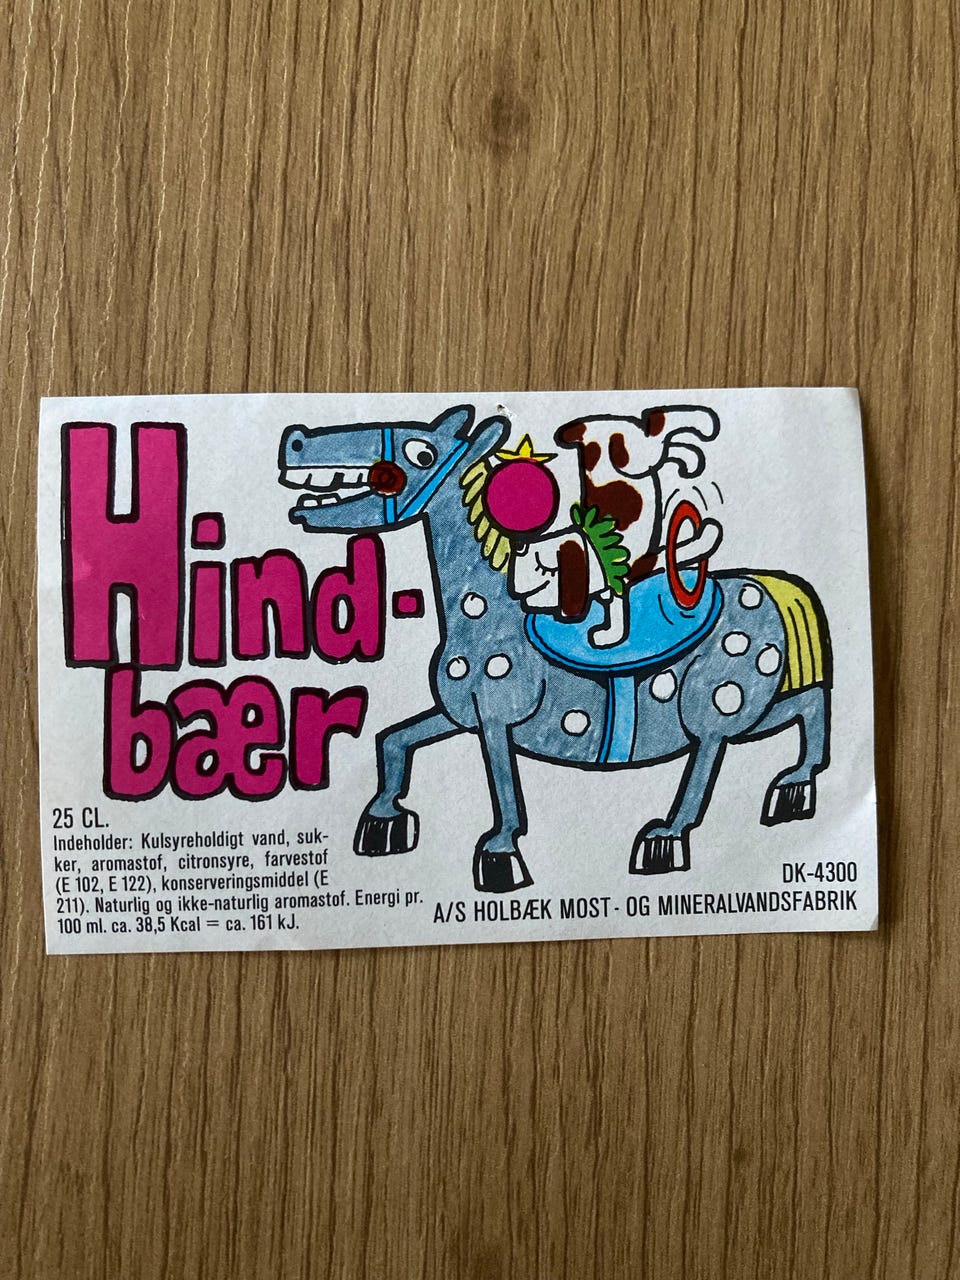 Hind-
bær
25 CL.
Indeholder: Kulsyreholdigt vand, suk-
ker, aromastof, citronsyre, farvestof
(E 102, E 122), konserveringsmiddel (E
211). Naturlig og ikke-naturlig aromastof. Energi pr.
100 ml. ca. 38,5 Kcal = ca. 161 kJ.
DK-4300
A/S HOLBÆK MOST- OG MINERALVANDSFABRIK